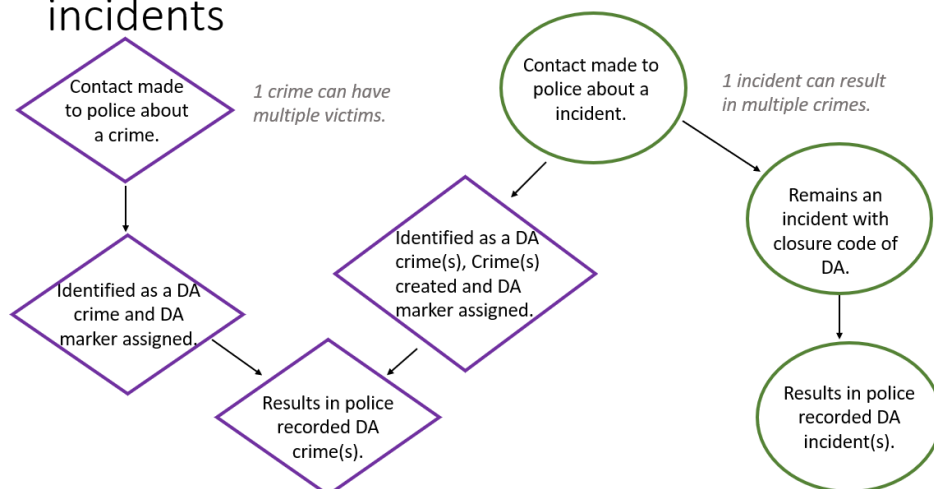 incidents
Contact made
to police about
a crime.
1 crime can have
multiple victims.
Contact made to
police about a
incident.
1 incident can result
in multiple crimes.
Identified as a DA
crime and DA
marker assigned.
Identified as a DA
crime(s), Crime(s)
created and DA
marker assigned.
Remains an
incident with
closure code of
DA.
Results in police
recorded DA
crime(s).
Results in police
recorded DA
incident(s).